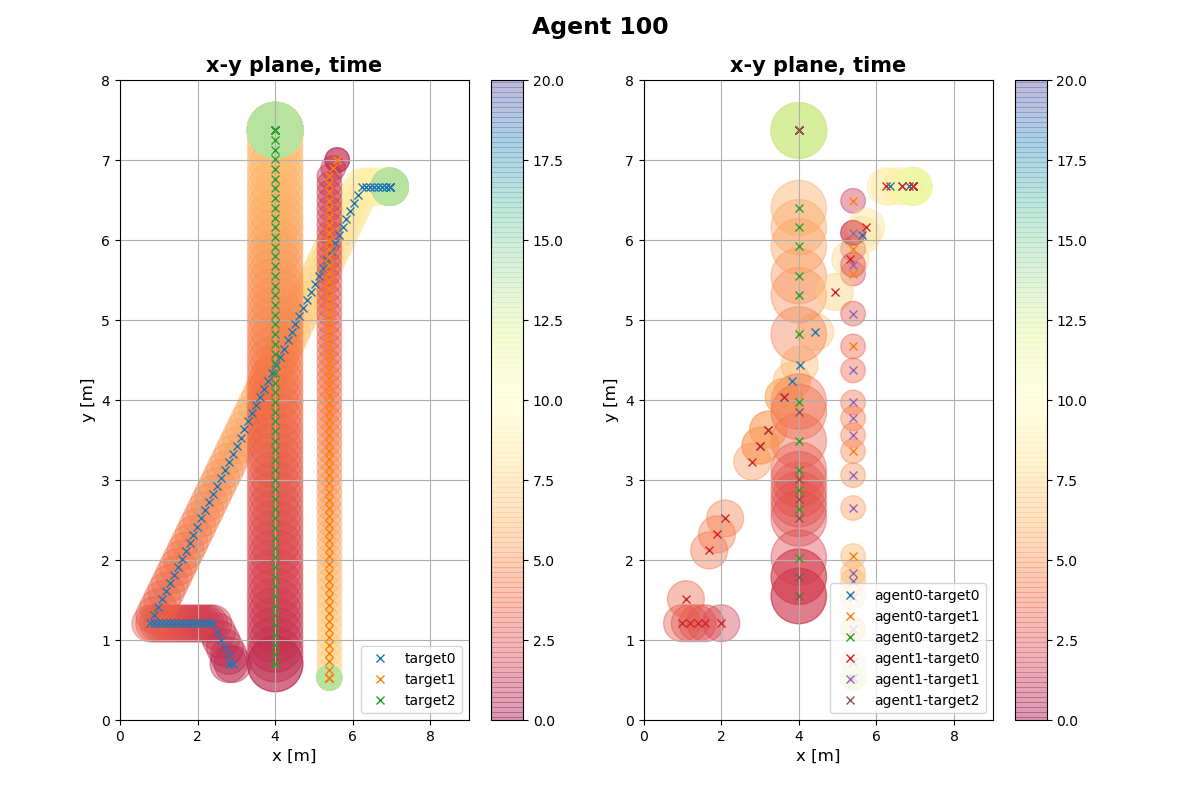 Agent 100
x-y plane, time
8
7
6
5
4
3
2
1
0
0 2 4 6 8
y [m]
x [m]
20.0
17.5
15.0
12.5
10.0
7.5
5.0
2.5
0.0
target0
target1
target2
x-y plane, time
8
7
6
5
4
3
2
1
0
0 2 4 6 8
y [m]
x [m]
20.0
17.5
15.0
12.5
10.0
7.5
5.0
2.5
0.0
agent0-target0
agent0-target1
agent0-target2
agent1-target0
agent1-target1
agent1-target2